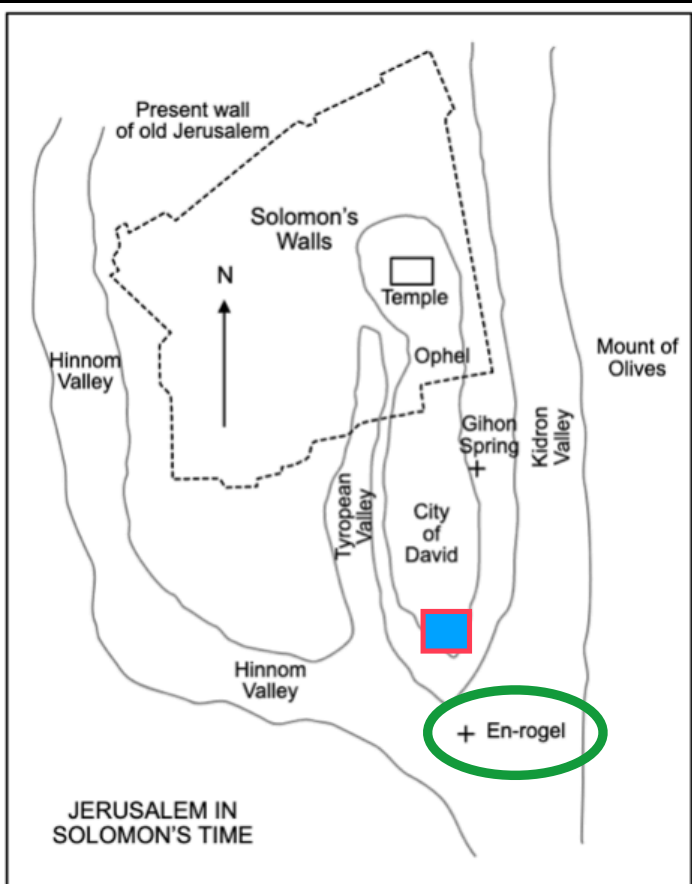 Present wall
of old Jerusalem
Solomon's
Walls
N
Temple
Ophel
Hinnom
Valley
Mount of
Olives
Gihon
Spring
Kidron
Valley
Tyropean
Valley
City
of
David
Hinnom
Valley
En-rogel
JERUSALEM IN
SOLOMON'S TIME